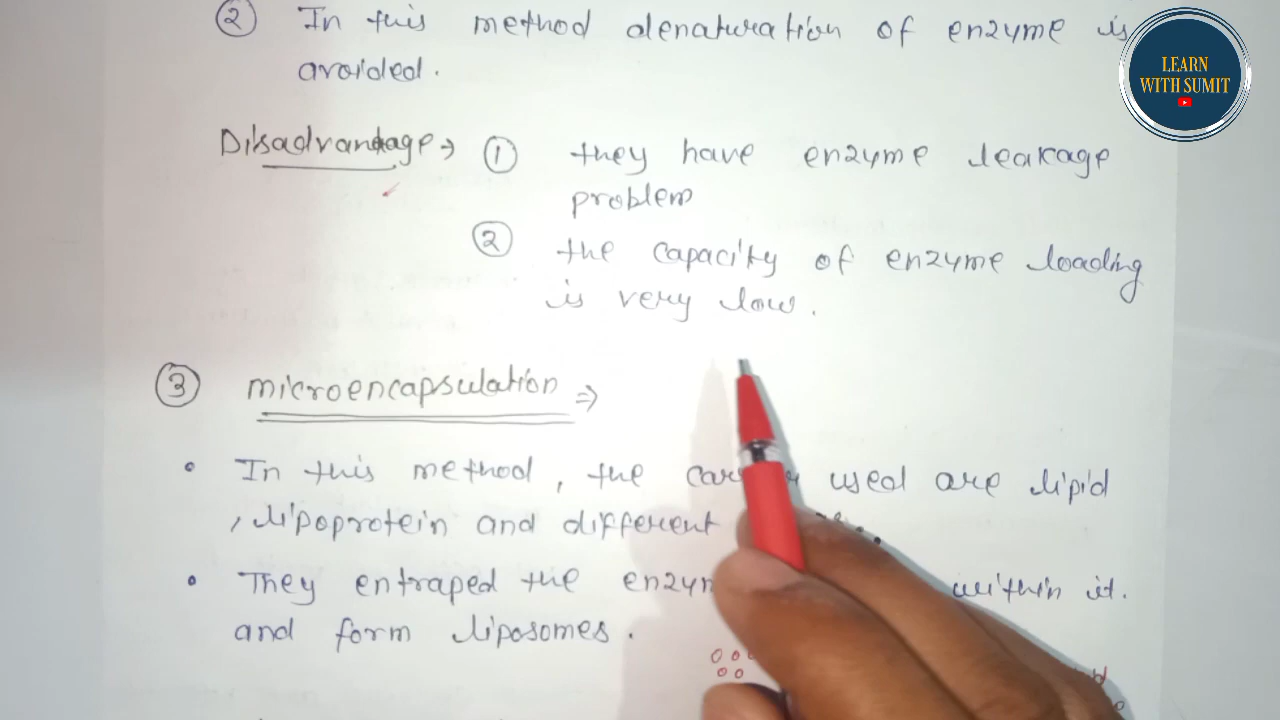 ② In this method denaturation of enzyme is
avoided.
LEARN
WITH SUMIT
Disadvantage → ① they have enzyme leakage
problem
② the capacity of enzyme loading
is very low.
③ microencapsulation ⇒
• In this method, the used are lipid
, lipoprotein and different
• They entraped the within it.
and form liposomes.